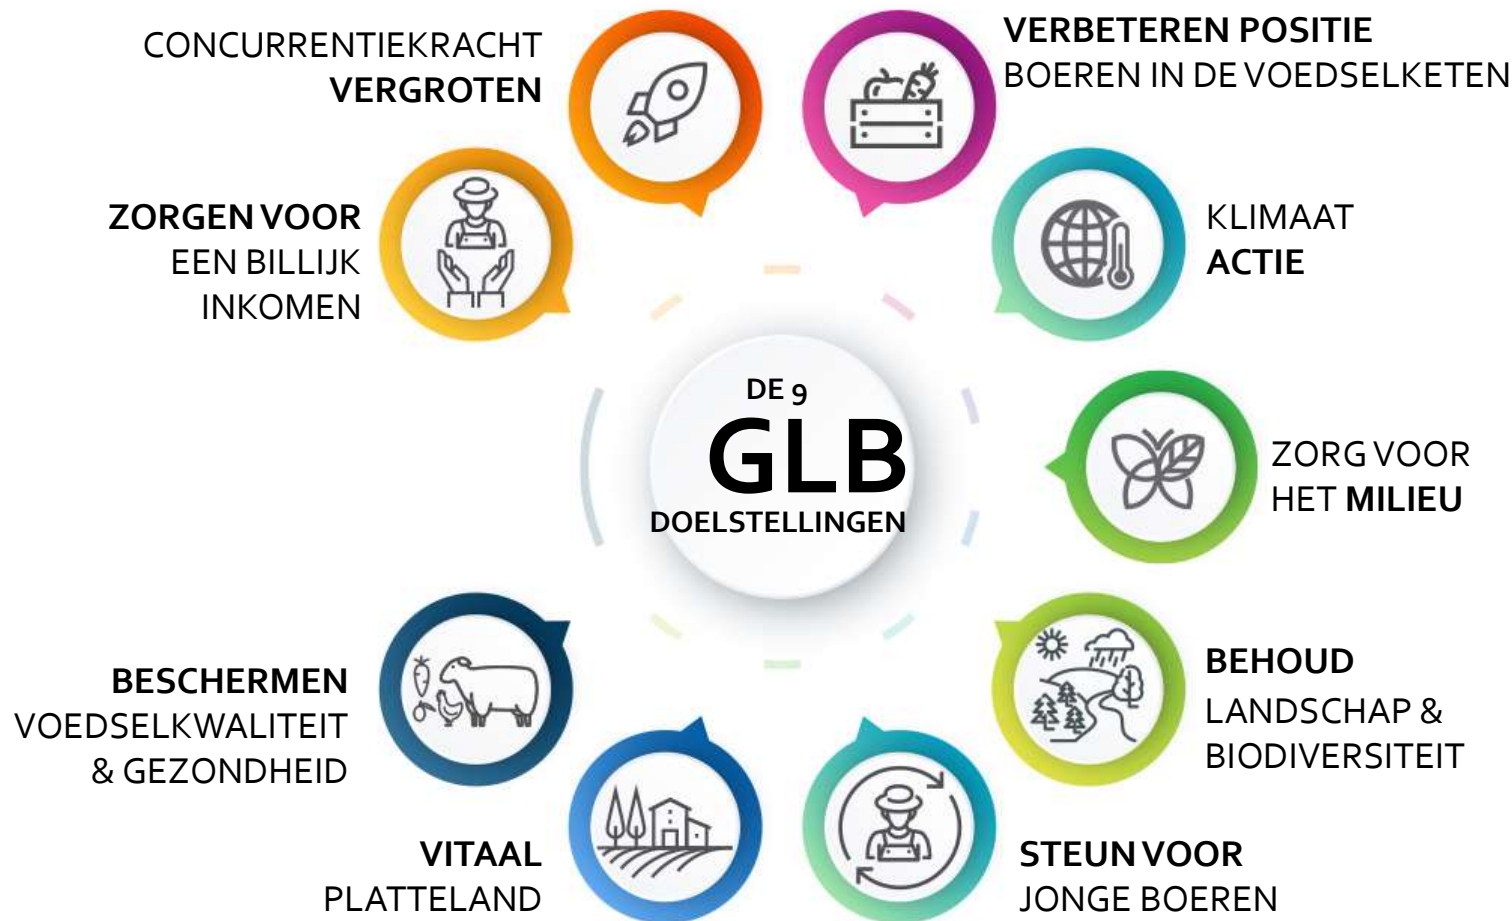 CONCURRENTIEKRACHT
VERGROTEN
VERBETEREN POSITIE
BOEREN IN DE VOEDSELKETEN
ZORGEN VOOR
EEN BILLIJK
INKOMEN
KLIMAAT
ACTIE
DE 9
GLB
DOELSTELLINGEN
ZORG VOOR
HET MILIEU
BESCHERMEN
VOEDSELKWALITEIT
& GEZONDHEID
BEHOUD
LANDSCHAP &
BIODIVERSITEIT
VITAAL
PLATTELAND
STEUN VOOR
JONGE BOEREN